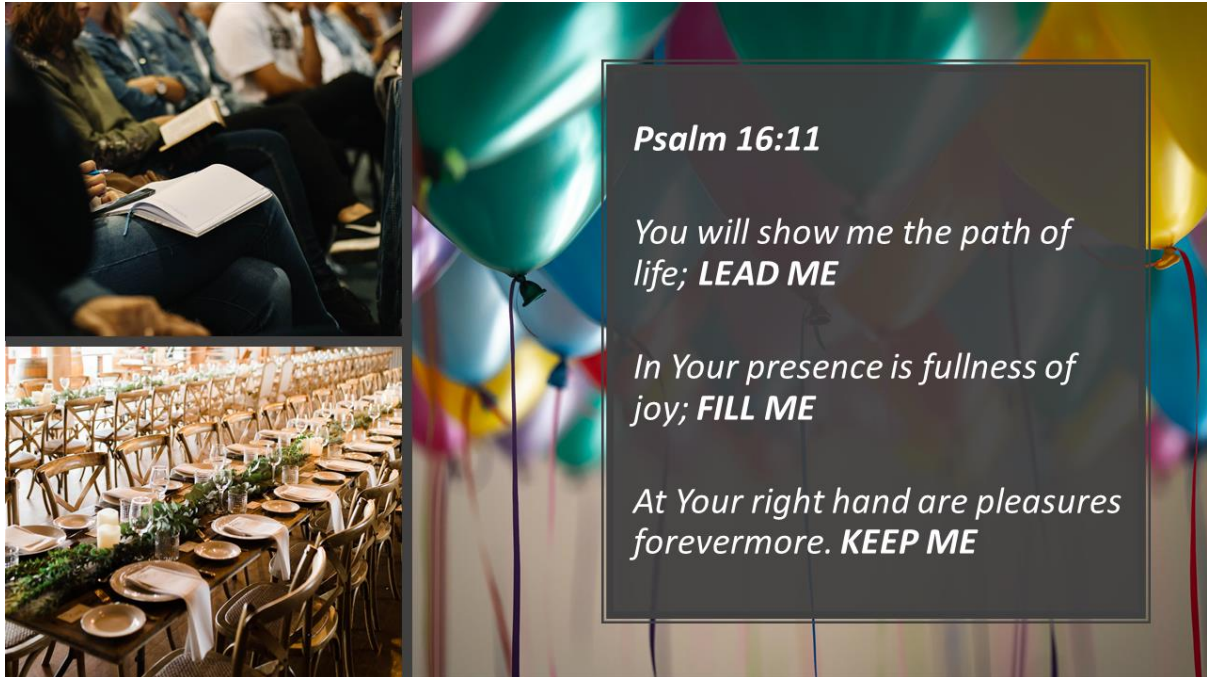 Psalm 16:11
You will show me the path of
life; LEAD ME
In Your presence is fullness of
joy; FILL ME
At Your right hand are pleasures
forevermore. KEEP ME